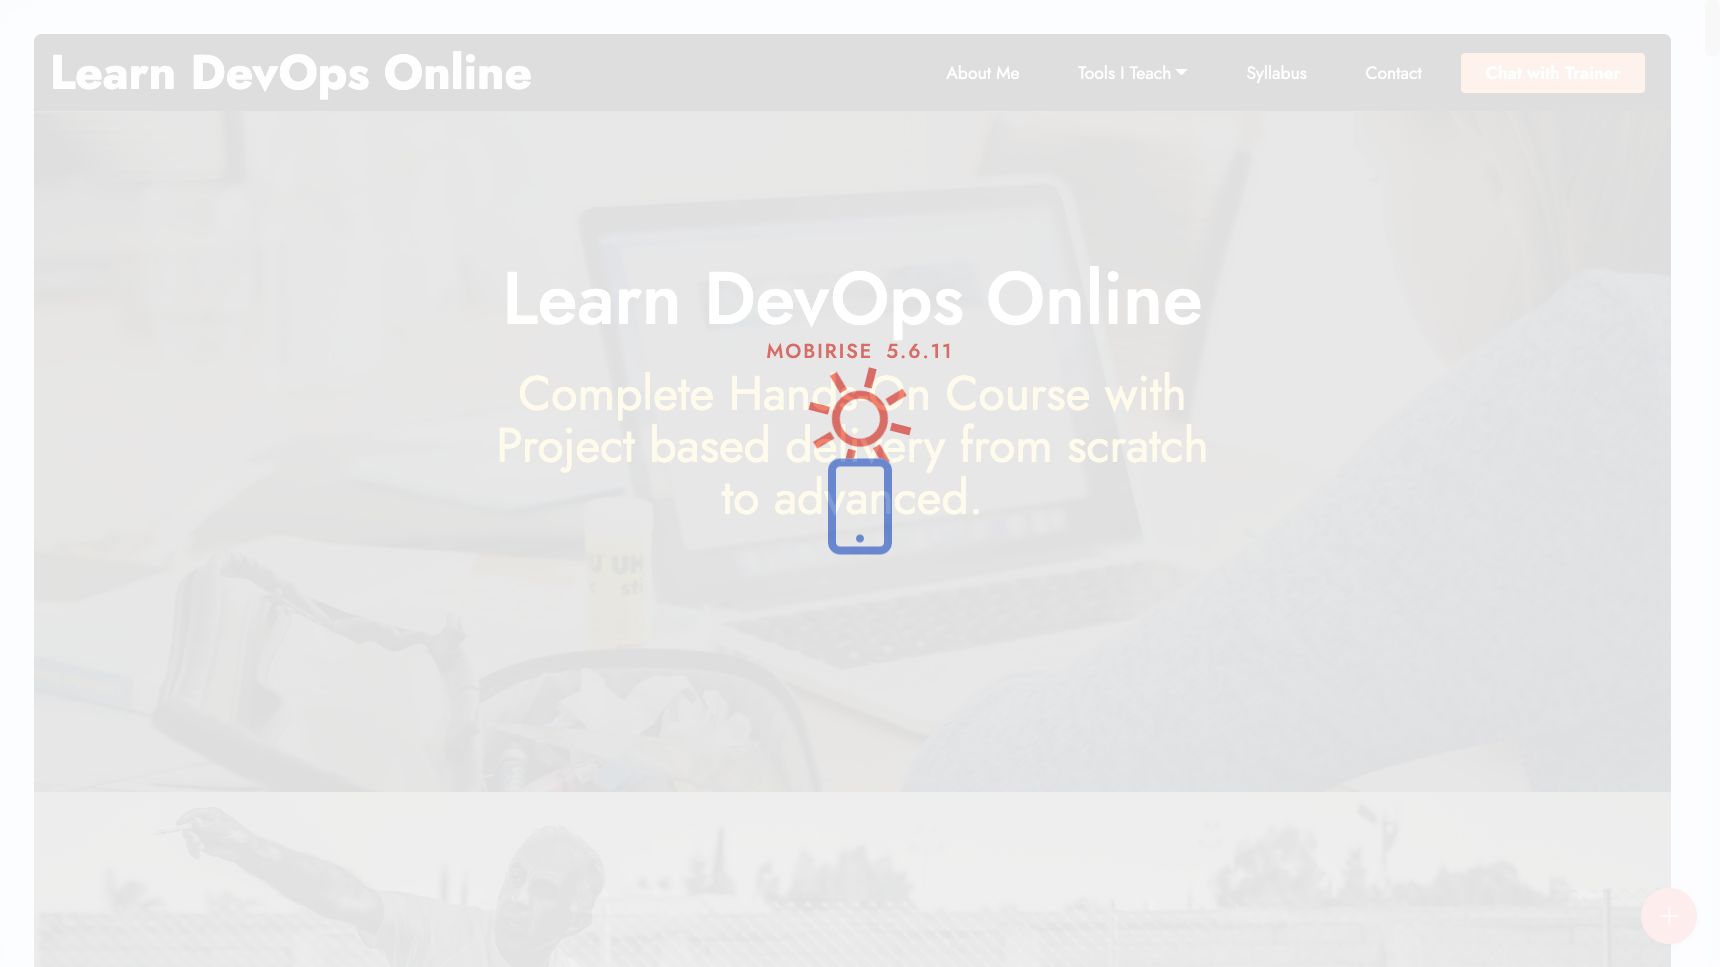 Learn DevOps Online
About Me Tools I Teach Syllabus Contact Chat with Trainer
Learn DevOps Online
MOBIRISE 5.6.11
Complete Hands On Course with
Project based delivery from scratch
to advanced.
UHU